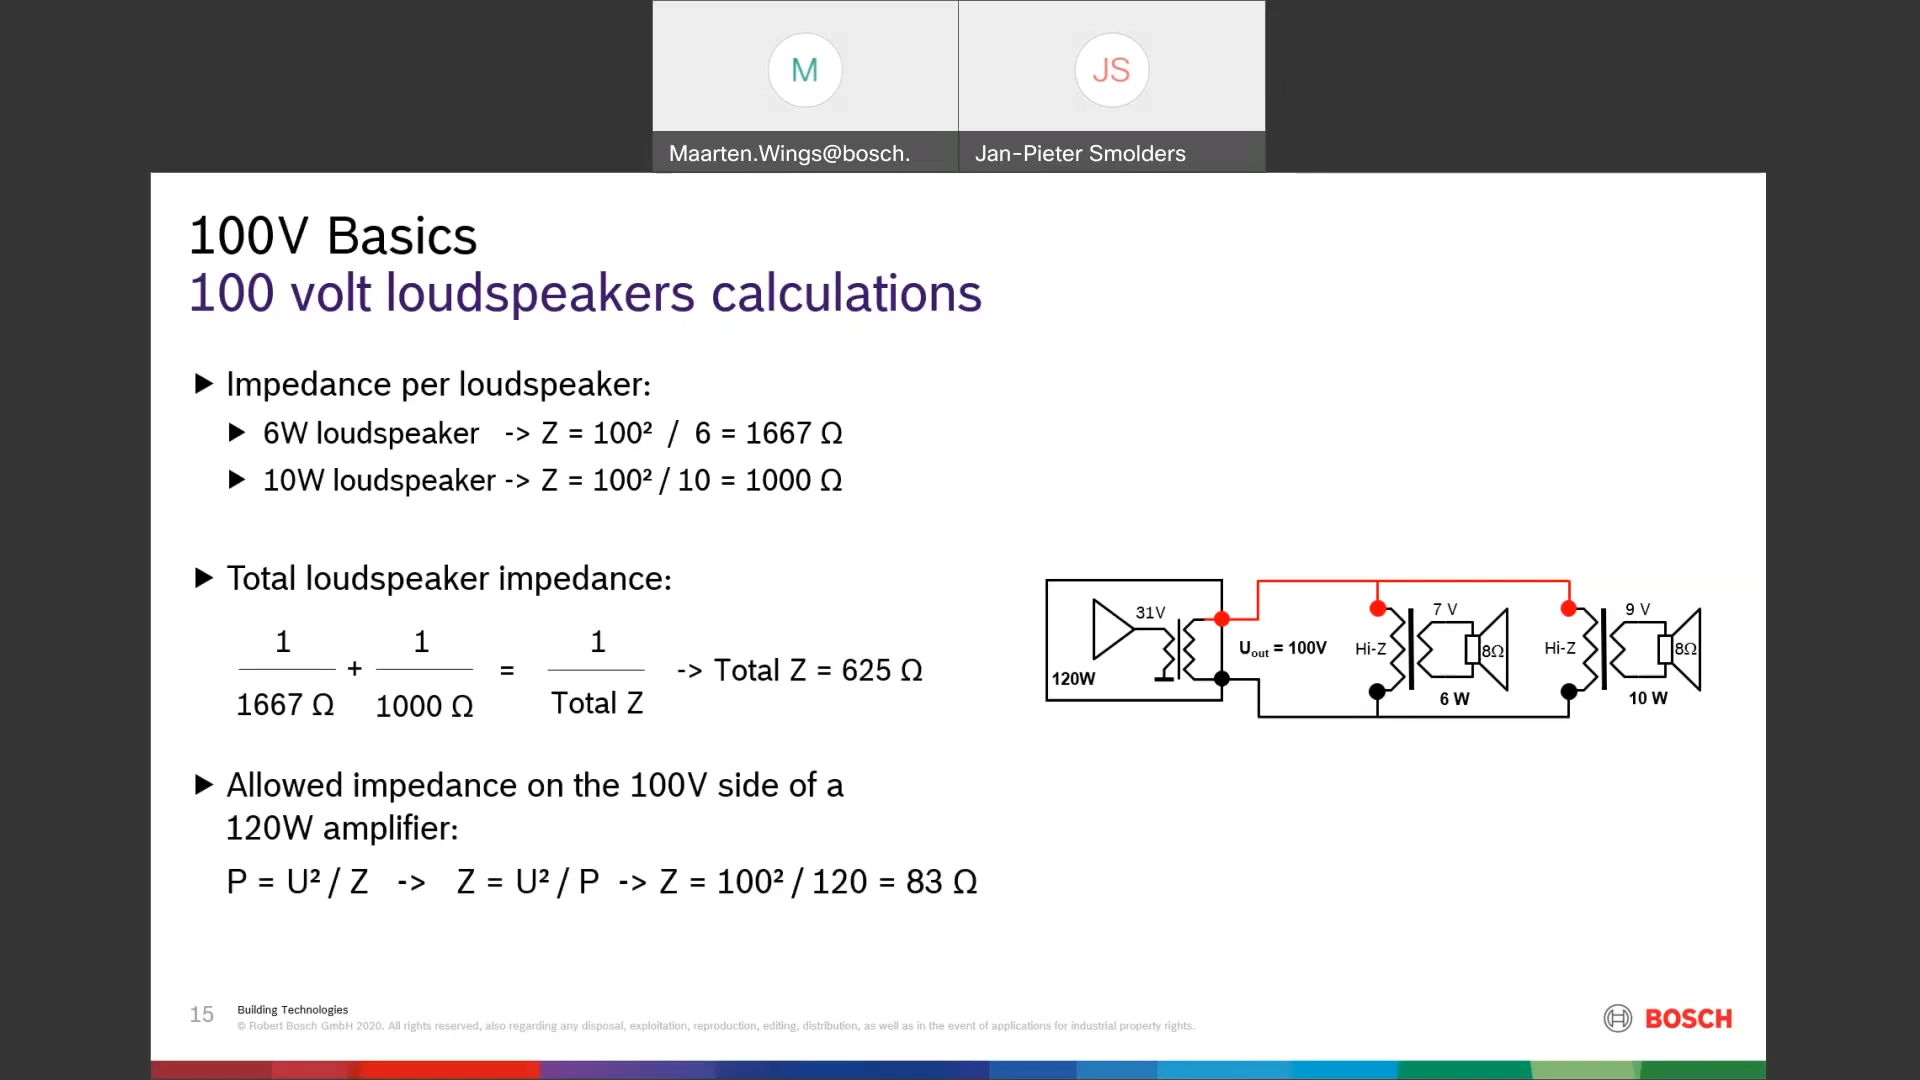 M
JS
Maarten.Wings@bosch.
Jan-Pieter Smolders
100V Basics
100 volt loudspeakers calculations
Impedance per loudspeaker:
6W loudspeaker -> Z = 100² / 6 = 1667 Ω
10W loudspeaker -> Z = 100² / 10 = 1000 Ω
Total loudspeaker impedance:
1 1 1
+ = -> Total Z = 625 Ω
1667 Ω 1000 Ω Total Z
31V
120W
Uout = 100V
Hi-Z
7 V
8Ω
6 W
Hi-Z
9 V
8Ω
10 W
Allowed impedance on the 100V side of a
120W amplifier:
P = U² / Z -> Z = U² / P -> Z = 100² / 120 = 83 Ω
15
Building Technologies
© Robert Bosch GmbH 2020. All rights reserved, also regarding any disposal, exploitation, reproduction, editing, distribution, as well as in the event of applications for industrial property rights.
BOSCH